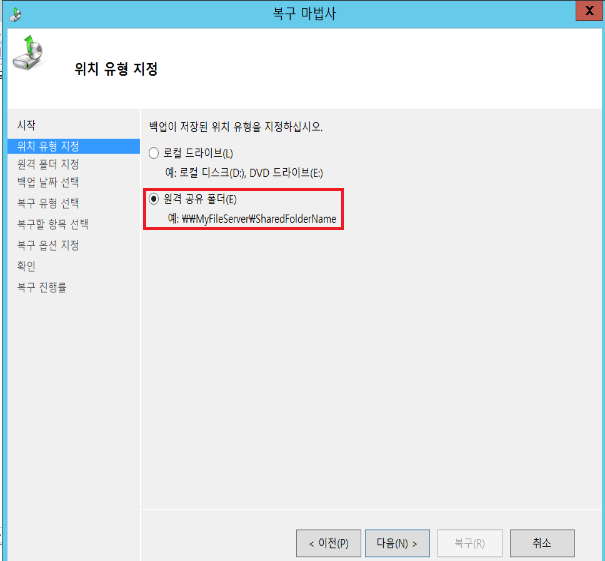 복구 마법사
X
위치 유형 지정
시작
위치 유형 지정
원격 폴더 지정
백업 날짜 선택
복구 유형 선택
복구할 항목 선택
복구 옵션 지정
확인
복구 진행률
백업이 저장된 위치 유형을 지정하십시오.
로컬 드라이브(L)
예: 로컬 디스크(D:), DVD 드라이브(E:)
원격 공유 폴더(E)
예: ₩₩MyFileServer₩SharedFolderName
< 이전(P)
다음(N) >
복구(R)
취소